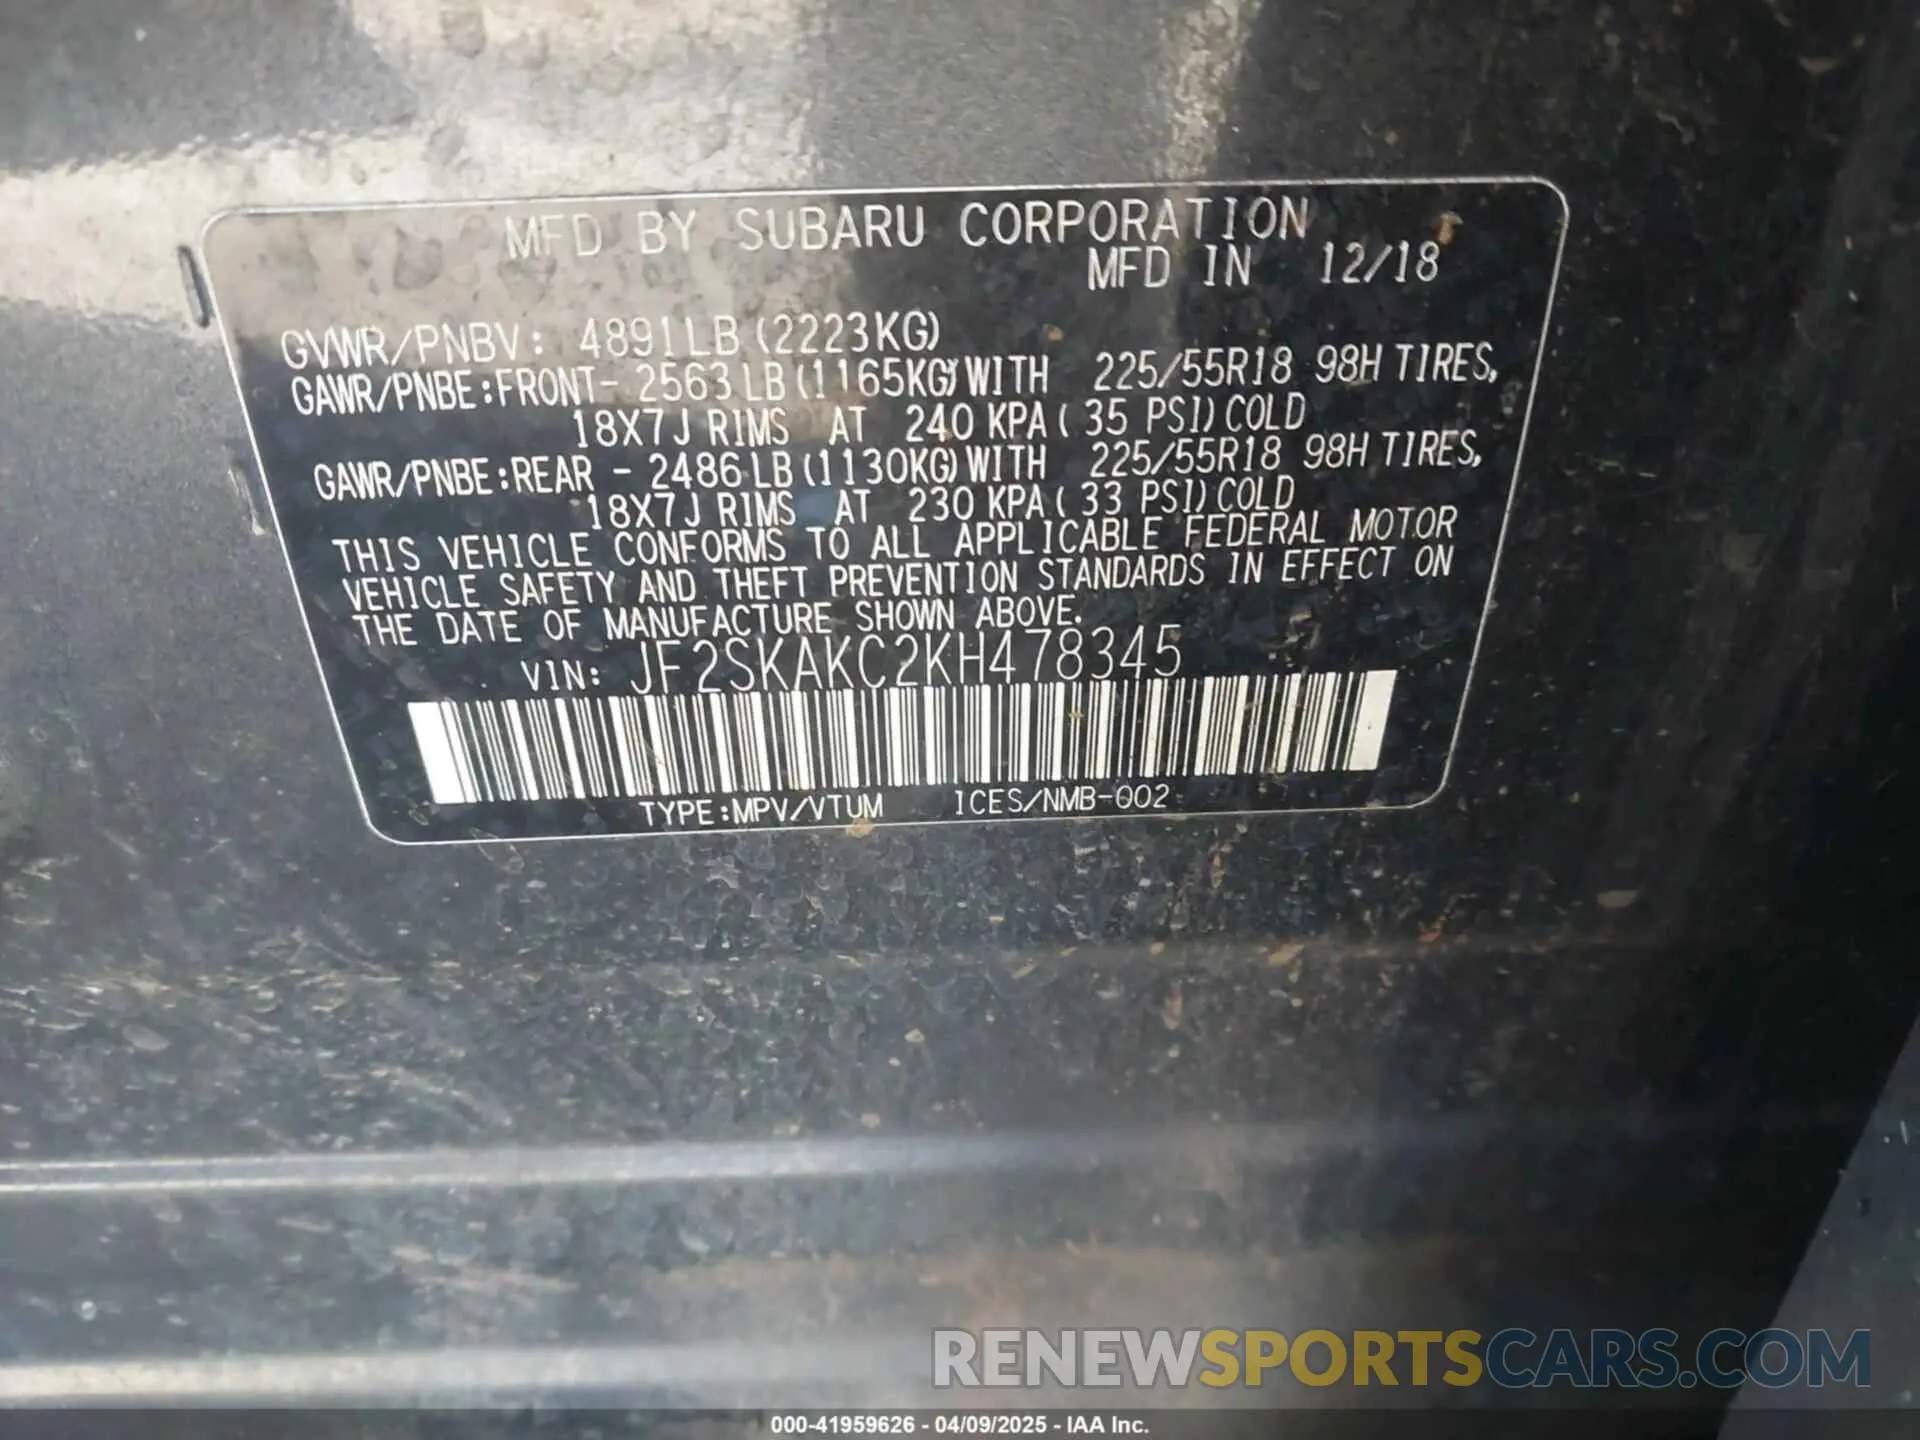 MFD BY SUBARU CORPORATION
MFD IN 12/18
GVWR/PNBV: 4891LB (2223KG)
GAWR/PNBE:FRONT- 2563LB (1165KG)WITH 225/55R18 98H TIRES,
18X7J RIMS AT 240 KPA ( 35 PSI) COLD
GAWR/PNBE:REAR - 2486LB (1130KG)WITH 225/55R18 98H TIRES,
18X7J RIMS AT 230 KPA ( 33 PSI) COLD
THIS VEHICLE CONFORMS TO ALL APPLICABLE FEDERAL MOTOR
VEHICLE SAFETY AND THEFT PREVENTION STANDARDS IN EFFECT ON
THE DATE OF MANUFACTURE SHOWN ABOVE.
VIN: JF2SKAKC2KH478345
TYPE:MPV/VTUM ICES/NMB-002
RENEWSPORTSCARS.COM
000-41959626 - 04/09/2025 - IAA Inc.